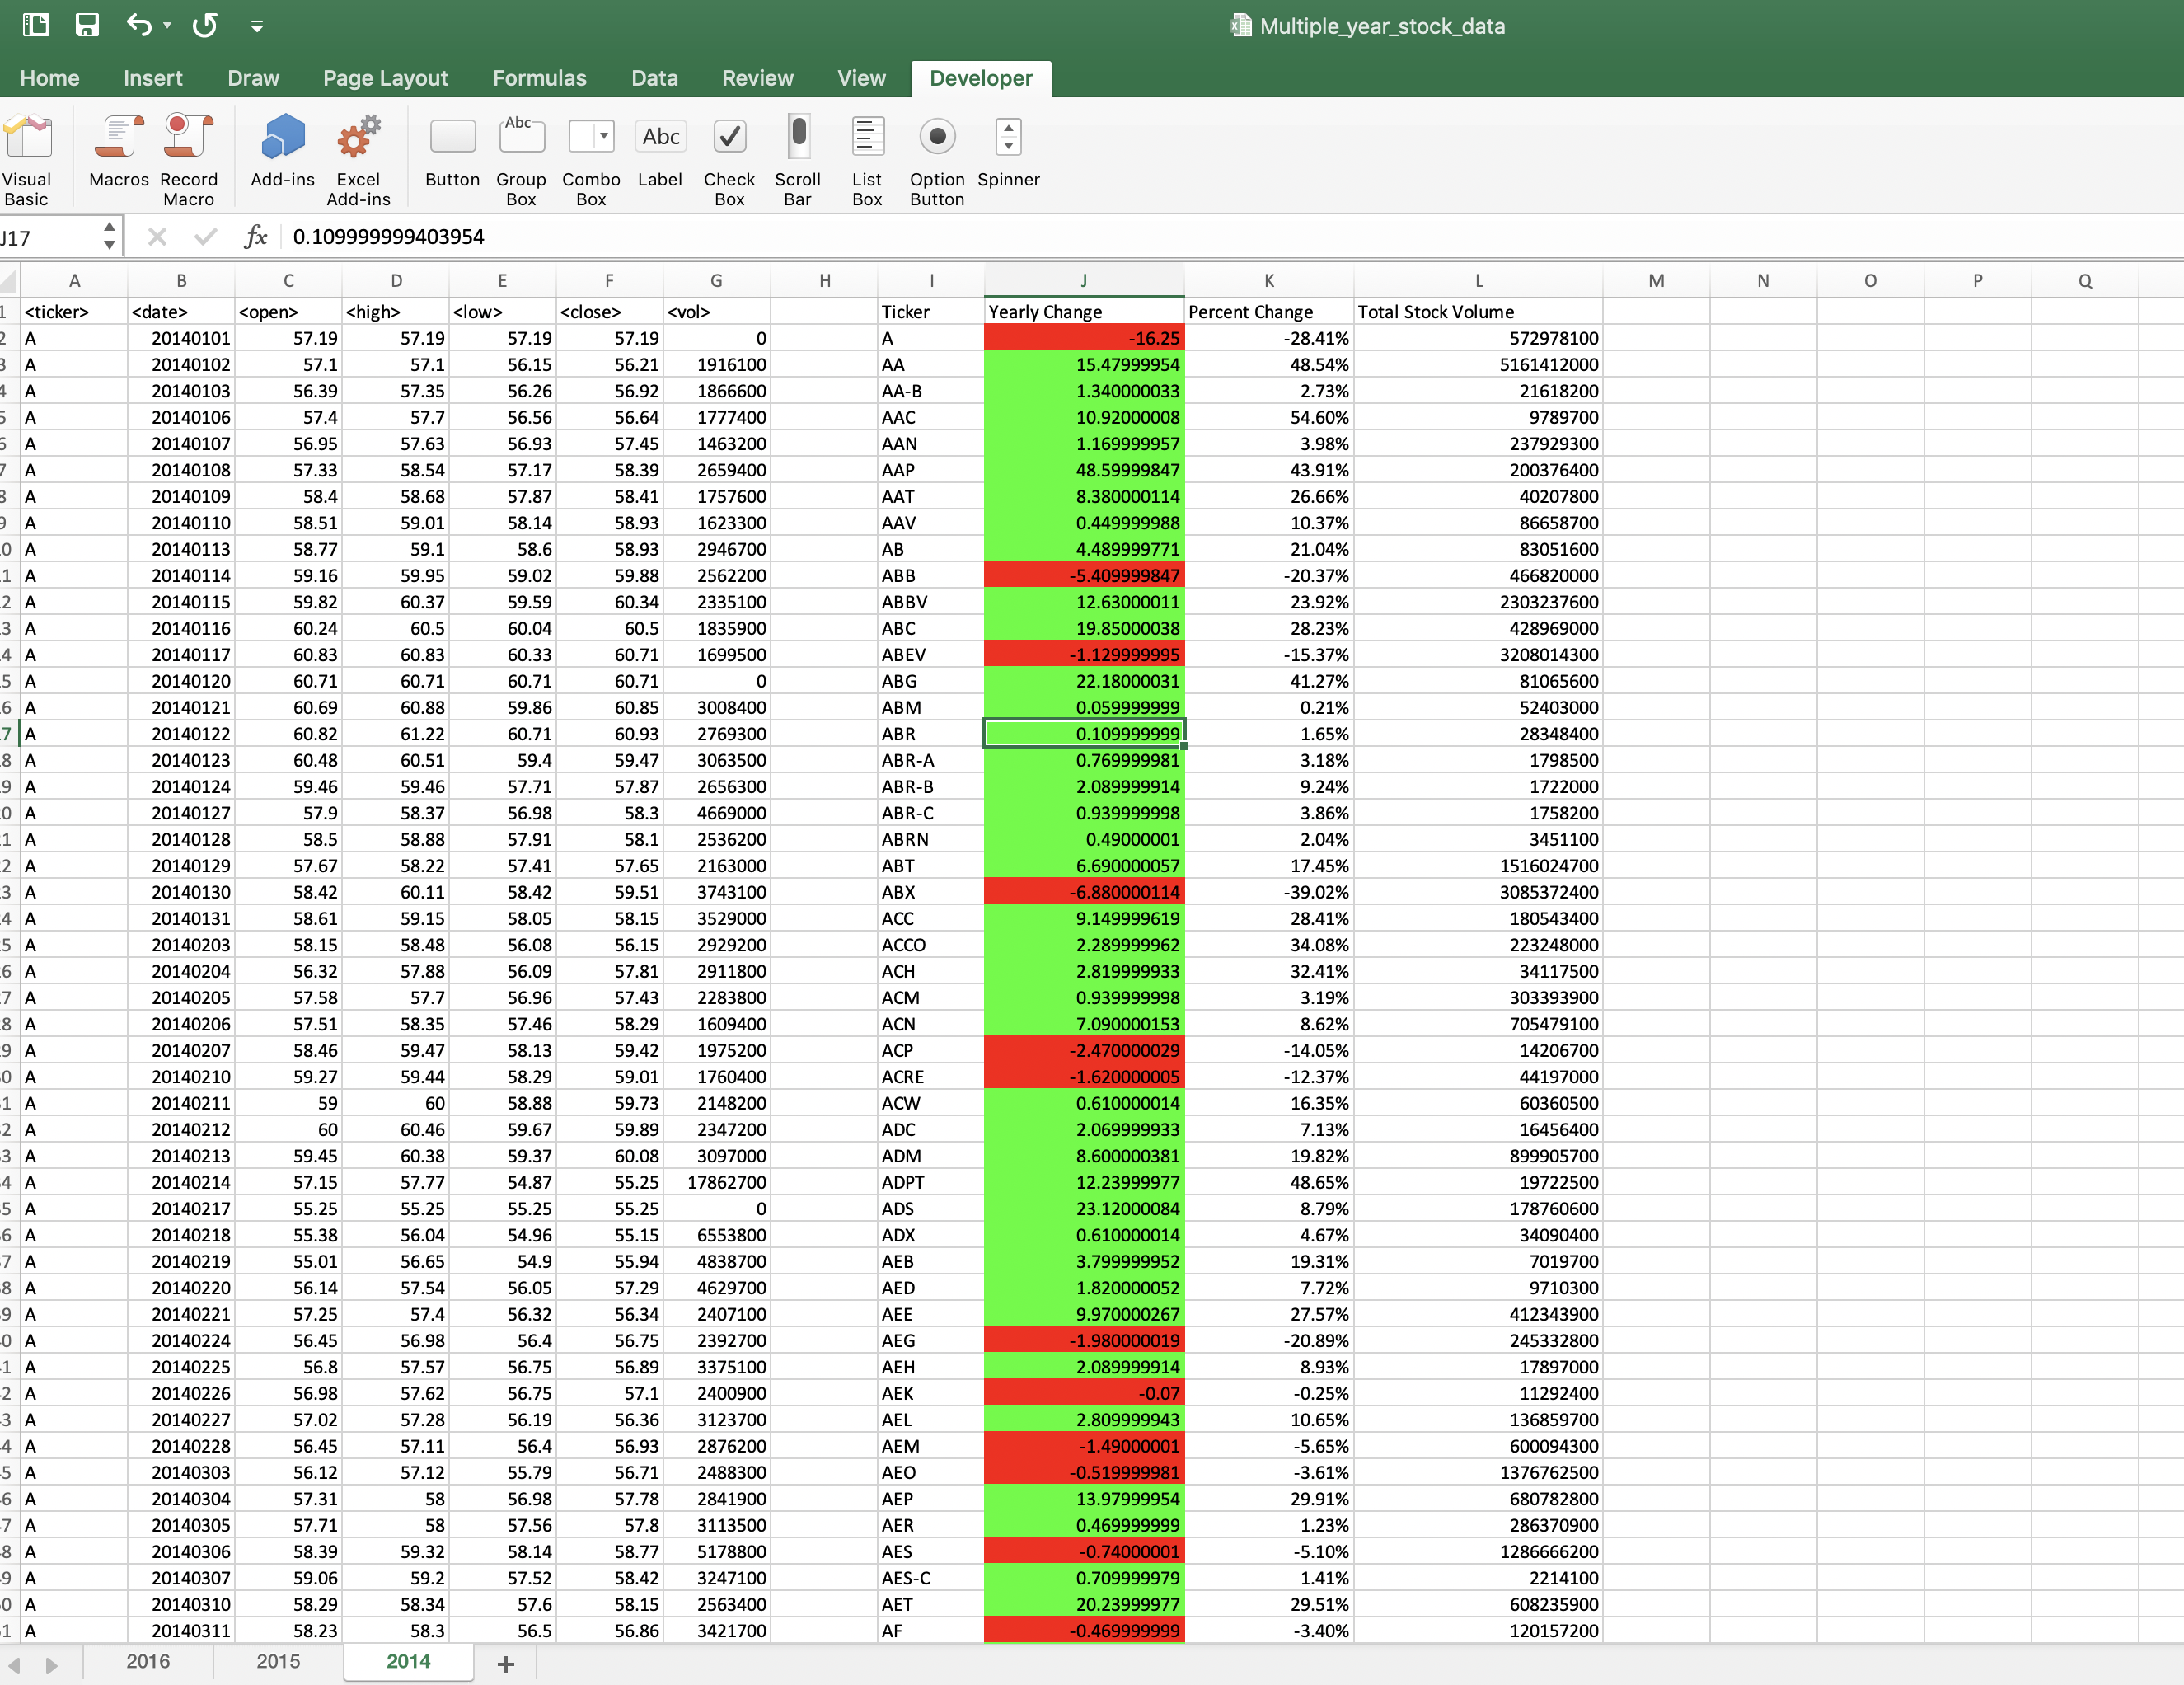 Multiple_year_stock_data
Home Insert Draw Page Layout Formulas Data Review View Developer
Visual Basic Macros Record Macro Add-ins Excel Add-ins Button Abc Group Box Combo Box Abc Label Check Box Scroll Bar List Box Option Button Spinner
J17 fx 0.109999999403954
A B C D E F G H I J K L M N O P Q
1 <ticker> <date> <open> <high> <low> <close> <vol> Ticker Yearly Change Percent Change Total Stock Volume
2 A 20140101 57.19 57.19 57.19 57.19 0 A -16.25 -28.41% 572978100
3 A 20140102 57.1 57.1 56.15 56.21 1916100 AA 15.47999954 48.54% 5161412000
4 A 20140103 56.39 57.35 56.26 56.92 1866600 AA-B 1.340000033 2.73% 21618200
5 A 20140106 57.4 57.7 56.56 56.64 1777400 AAC 10.92000008 54.60% 9789700
6 A 20140107 56.95 57.63 56.93 57.45 1463200 AAN 1.169999957 3.98% 237929300
7 A 20140108 57.33 58.54 57.17 58.39 2659400 AAP 48.59999847 43.91% 200376400
8 A 20140109 58.4 58.68 57.87 58.41 1757600 AAT 8.380000114 26.66% 40207800
9 A 20140110 58.51 59.01 58.14 58.93 1623300 AAV 0.449999988 10.37% 86658700
0 A 20140113 58.77 59.1 58.6 58.93 2946700 AB 4.489999771 21.04% 83051600
1 A 20140114 59.16 59.95 59.02 59.88 2562200 ABB -5.409999847 -20.37% 466820000
2 A 20140115 59.82 60.37 59.59 60.34 2335100 ABBV 12.63000011 23.92% 2303237600
3 A 20140116 60.24 60.5 60.04 60.5 1835900 ABC 19.85000038 28.23% 428969000
4 A 20140117 60.83 60.83 60.33 60.71 1699500 ABEV -1.129999995 -15.37% 3208014300
5 A 20140120 60.71 60.71 60.71 60.71 0 ABG 22.18000031 41.27% 81065600
6 A 20140121 60.69 60.88 59.86 60.85 3008400 ABM 0.059999999 0.21% 52403000
7 A 20140122 60.82 61.22 60.71 60.93 2769300 ABR 0.109999999 1.65% 28348400
8 A 20140123 60.48 60.51 59.4 59.47 3063500 ABR-A 0.769999981 3.18% 1798500
9 A 20140124 59.46 59.46 57.71 57.87 2656300 ABR-B 2.089999914 9.24% 1722000
0 A 20140127 57.9 58.37 56.98 58.3 4669000 ABR-C 0.939999998 3.86% 1758200
1 A 20140128 58.5 58.88 57.91 58.1 2536200 ABRN 0.49000001 2.04% 3451100
2 A 20140129 57.67 58.22 57.41 57.65 2163000 ABT 6.690000057 17.45% 1516024700
3 A 20140130 58.42 60.11 58.42 59.51 3743100 ABX -6.880000114 -39.02% 3085372400
4 A 20140131 58.61 59.15 58.05 58.15 3529000 ACC 9.149999619 28.41% 180543400
5 A 20140203 58.15 58.48 56.08 56.15 2929200 ACCO 2.289999962 34.08% 223248000
6 A 20140204 56.32 57.88 56.09 57.81 2911800 ACH 2.819999933 32.41% 34117500
7 A 20140205 57.58 57.7 56.96 57.43 2283800 ACM 0.939999998 3.19% 303393900
8 A 20140206 57.51 58.35 57.46 58.29 1609400 ACN 7.090000153 8.62% 705479100
9 A 20140207 58.46 59.47 58.13 59.42 1975200 ACP -2.470000029 -14.05% 14206700
0 A 20140210 59.27 59.44 58.29 59.01 1760400 ACRE -1.620000005 -12.37% 44197000
1 A 20140211 59 60 58.88 59.73 2148200 ACW 0.610000014 16.35% 60360500
2 A 20140212 60 60.46 59.67 59.89 2347200 ADC 2.069999933 7.13% 16456400
3 A 20140213 59.45 60.38 59.37 60.08 3097000 ADM 8.600000381 19.82% 899905700
4 A 20140214 57.15 57.77 54.87 55.25 17862700 ADPT 12.23999977 48.65% 19722500
5 A 20140217 55.25 55.25 55.25 55.25 0 ADS 23.12000084 8.79% 178760600
6 A 20140218 55.38 56.04 54.96 55.15 6553800 ADX 0.610000014 4.67% 34090400
7 A 20140219 55.01 56.65 54.9 55.94 4838700 AEB 3.799999952 19.31% 7019700
8 A 20140220 56.14 57.54 56.05 57.29 4629700 AED 1.820000052 7.72% 9710300
9 A 20140221 57.25 57.4 56.32 56.34 2407100 AEE 9.970000267 27.57% 412343900
0 A 20140224 56.45 56.98 56.4 56.75 2392700 AEG -1.980000019 -20.89% 245332800
1 A 20140225 56.8 57.57 56.75 56.89 3375100 AEH 2.089999914 8.93% 17897000
2 A 20140226 56.98 57.62 56.75 57.1 2400900 AEK -0.07 -0.25% 11292400
3 A 20140227 57.02 57.28 56.19 56.36 3123700 AEL 2.809999943 10.65% 136859700
4 A 20140228 56.45 57.11 56.4 56.93 2876200 AEM -1.49000001 -5.65% 600094300
5 A 20140303 56.12 57.12 55.79 56.71 2488300 AEO -0.519999981 -3.61% 1376762500
6 A 20140304 57.31 58 56.98 57.78 2841900 AEP 13.97999954 29.91% 680782800
7 A 20140305 57.71 58 57.56 57.8 3113500 AER 0.469999999 1.23% 286370900
8 A 20140306 58.39 59.32 58.14 58.77 5178800 AES -0.74000001 -5.10% 1286666200
9 A 20140307 59.06 59.2 57.52 58.42 3247100 AES-C 0.709999979 1.41% 2214100
0 A 20140310 58.29 58.34 57.6 58.15 2563400 AET 20.23999977 29.51% 608235900
1 A 20140311 58.23 58.3 56.5 56.86 3421700 AF -0.469999999 -3.40% 120157200
2016 2015 2014 +